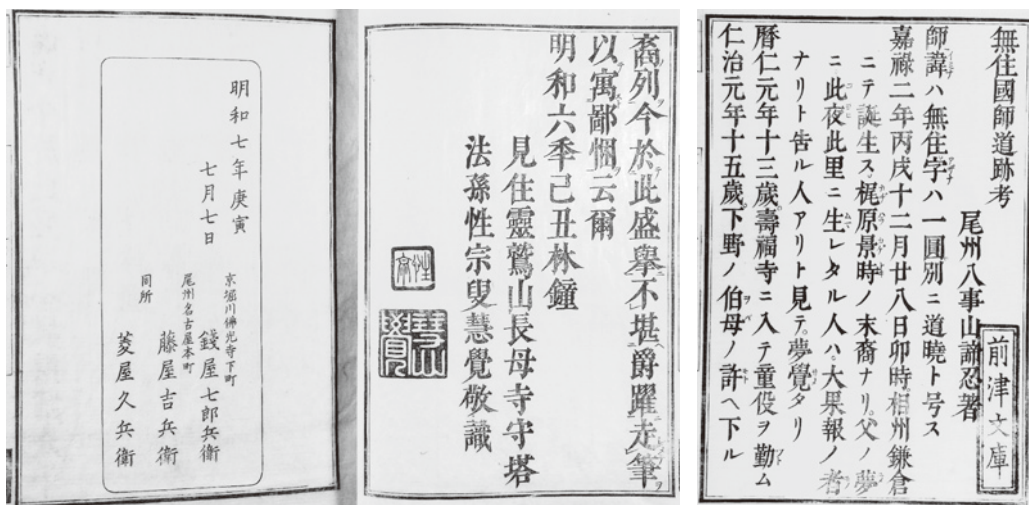 無住國師道跡考
尾州八事山諦忍著
前津文庫
師諱ハ無住字ハ一圓別ニ道曉ト号ス
嘉祿二年丙戌十二月廿八日卯時相州鎌倉
ニテ誕生ス。梶原景時ノ末裔ナリ。父ノ夢
ニ此夜此里ニ生レタル人ハ。大果報ノ者
ナリト告ル人アリト見テ。夢覺タリ
曆仁元年十三歲壽福寺ニ入テ童役ヲ勤ム
仁治元年十五歲下野ノ伯母ノ許ヘ下ル
裔列今於此盛擧不堪爵躍走筆
以寓鄙悃云爾
明和六季己丑林鐘
見住靈鷲山長母寺守塔
法孫性宗叟慧覺敬識
性宗
慧覺
明和七年庚寅
七月七日
京堀川佛光寺下町
錢屋七郎兵衛
尾州名古屋本町
藤屋吉兵衛
同所
菱屋久兵衛